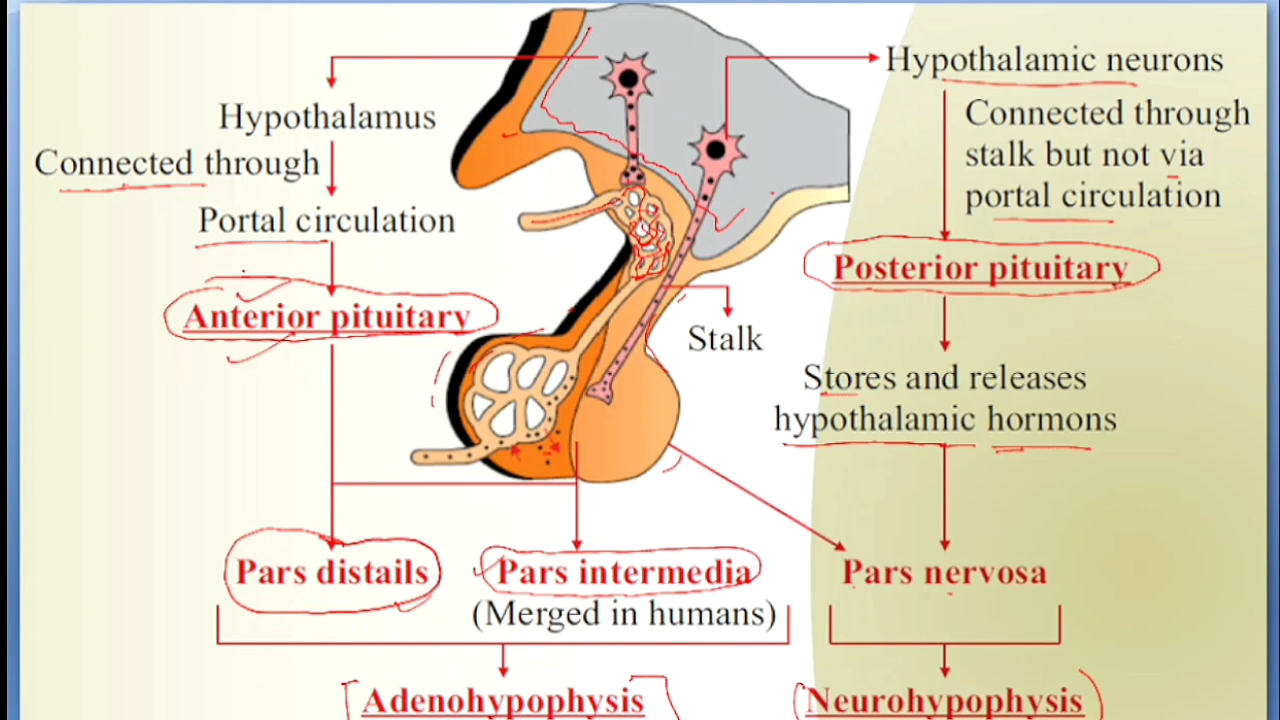 Hypothalamus
Connected through
Portal circulation
Anterior pituitary
Stalk
Hypothalamic neurons
Connected through
stalk but not via
portal circulation
Posterior pituitary
Stores and releases
hypothalamic hormons
Pars distails
Pars intermedia
(Merged in humans)
Pars nervosa
Adenohypophysis
Neurohypophysis